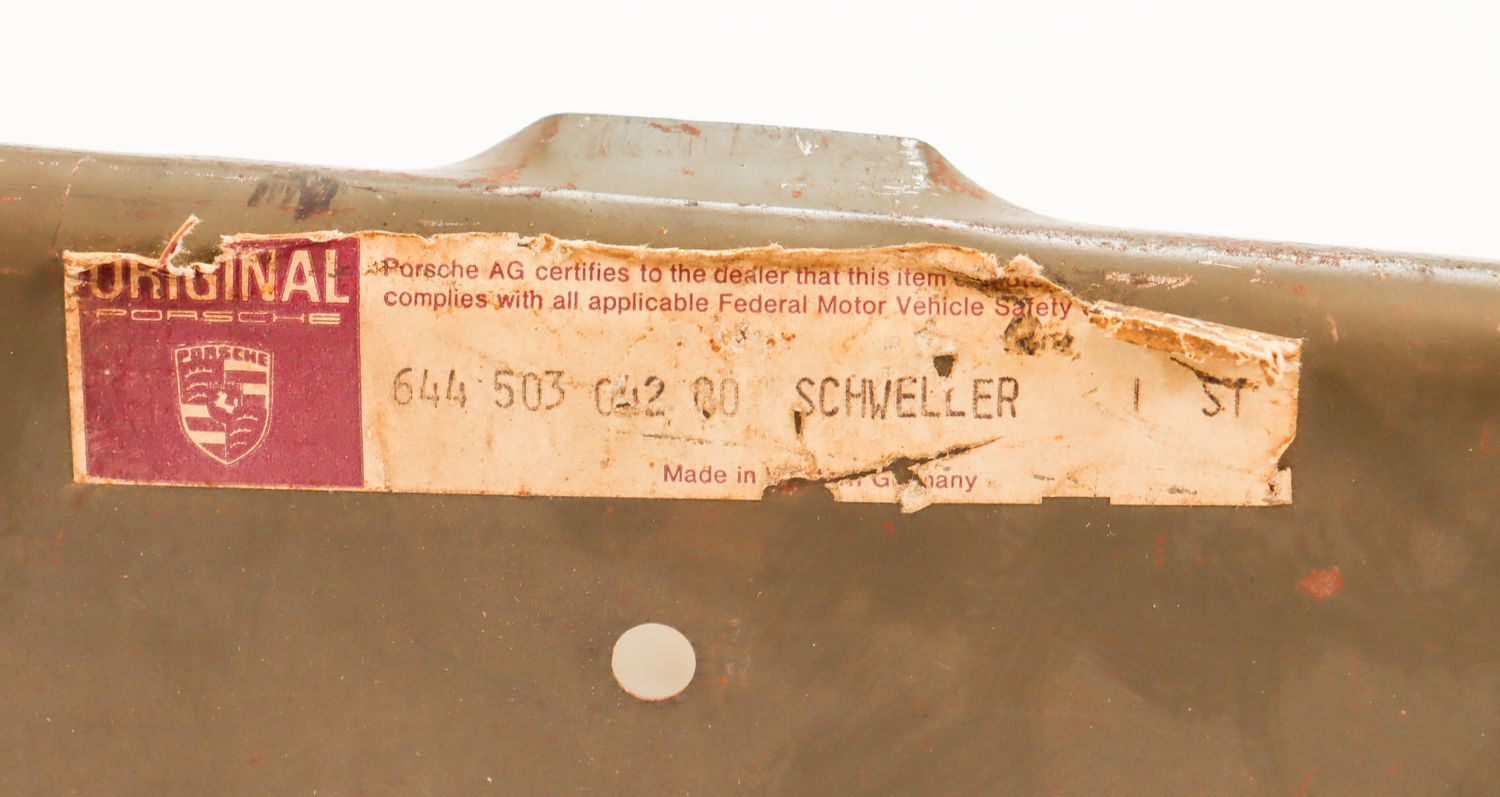 ORIGINAL
PORSCHE
PORSCHE
Porsche AG certifies to the dealer that this item
complies with all applicable Federal Motor Vehicle Safety
644 503 042 00 SCHWELLER 1 ST
Made in Germany